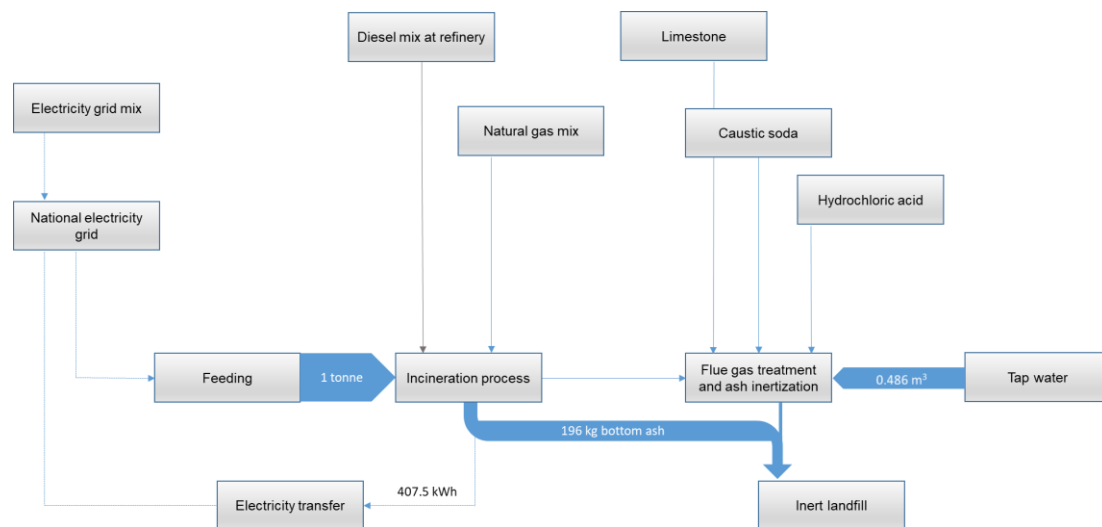 Diesel mix at refinery
Limestone
Electricity grid mix
Natural gas mix
Caustic soda
National electricity
grid
Hydrochloric acid
Feeding
1 tonne
Incineration process
Flue gas treatment
and ash inertization
0.486 m³
Tap water
196 kg bottom ash
407.5 kWh
Electricity transfer
Inert landfill